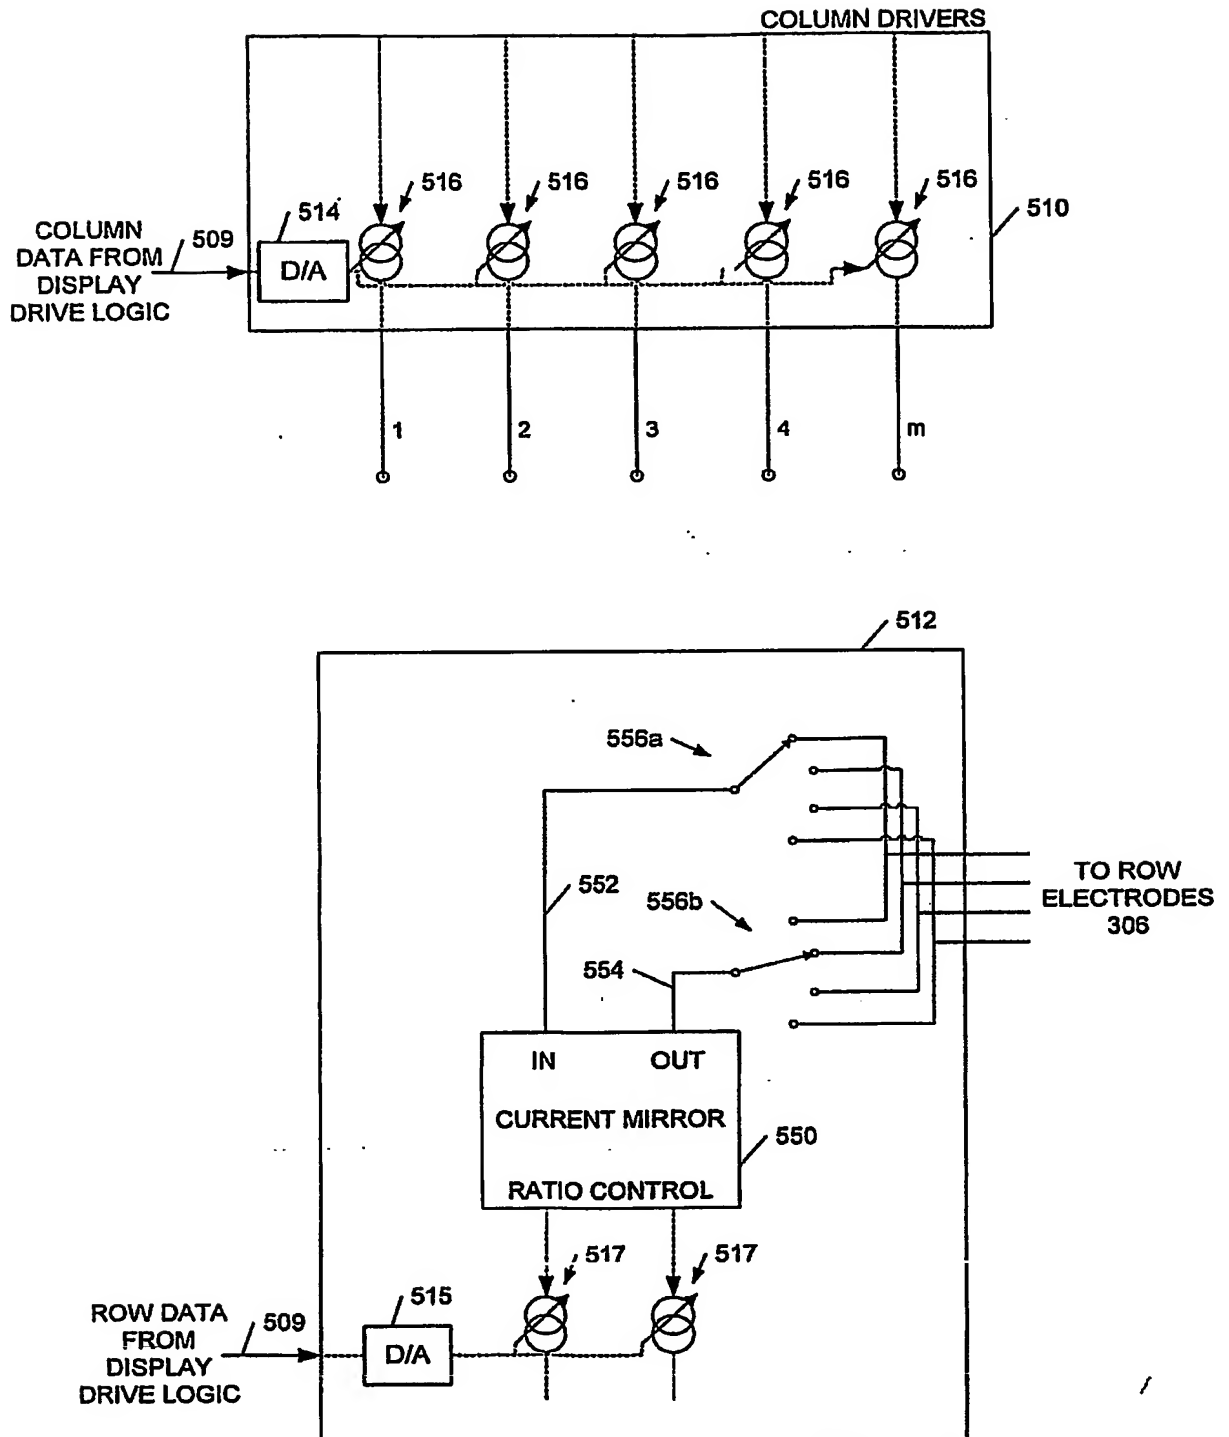 COLUMN DRIVERS
516
516
516
516
516
510
514
509
COLUMN
DATA FROM
DISPLAY
DRIVE LOGIC
D/A
1
2
3
4
m
512
556a
552
556b
554
TO ROW
ELECTRODES
306
IN
OUT
CURRENT MIRROR
550
RATIO CONTROL
517
517
515
509
ROW DATA
FROM
DISPLAY
DRIVE LOGIC
D/A